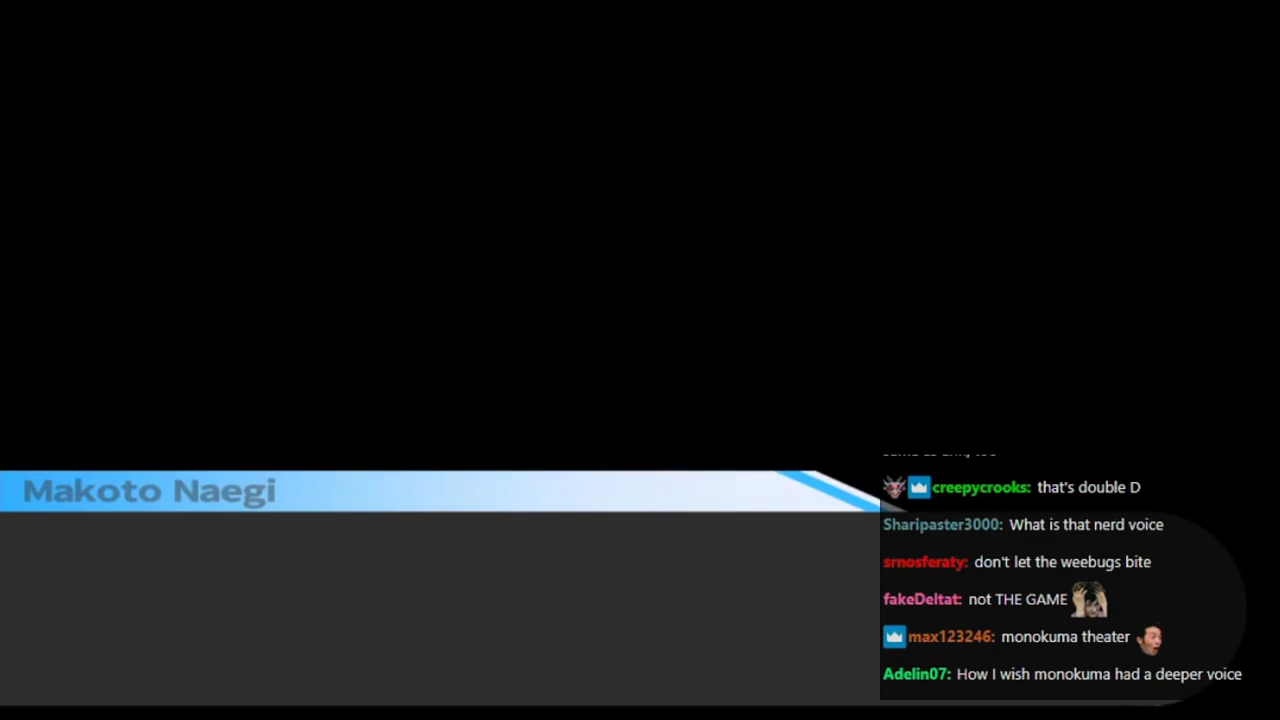 Makoto Naegi
creepycrooks: that's double D
Sharipaster3000: What is that nerd voice
srnosferaty: don't let the weebugs bite
fakeDeltat: not THE GAME
max123246: monokuma theater
Adelin07: How I wish monokuma had a deeper voice